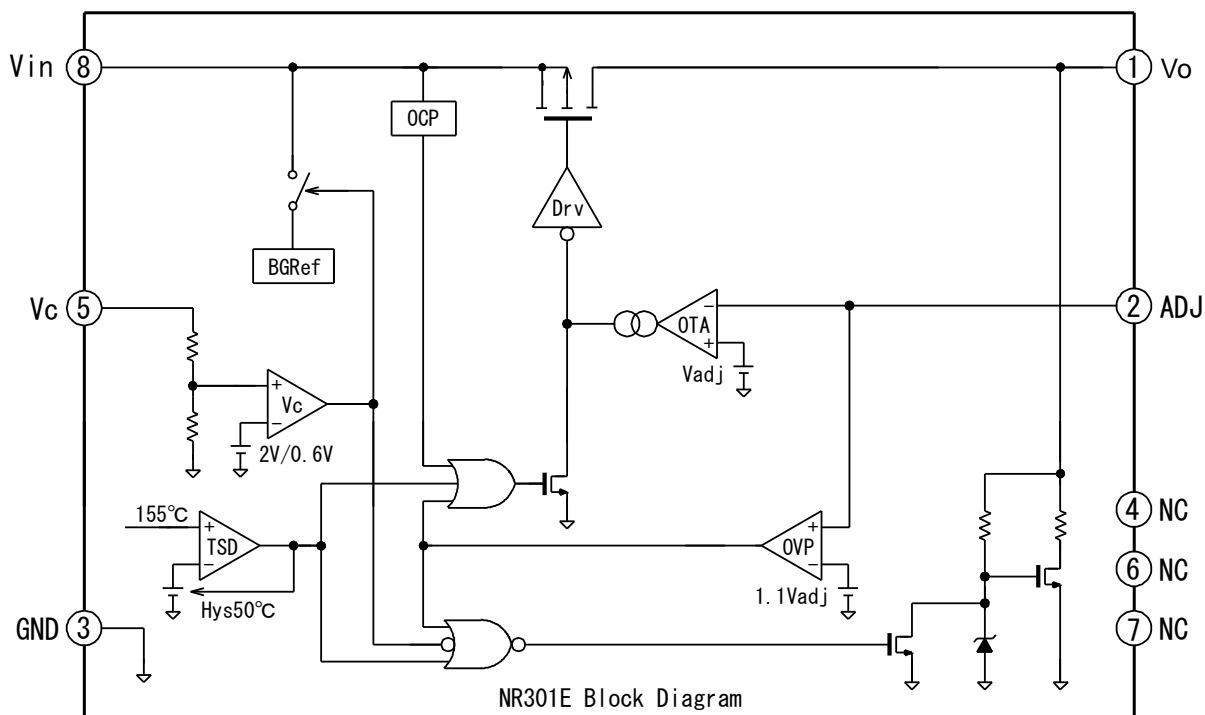 Vin 8
1 Vo
OCP
Drv
BGRef
Vc 5
2 ADJ
− OTA +
Vadj
+ Vc −
2V/0.6V
155℃
+ TSD −
Hys50℃
+ OVP −
1.1Vadj
4 NC
6 NC
7 NC
GND 3
NR301E Block Diagram